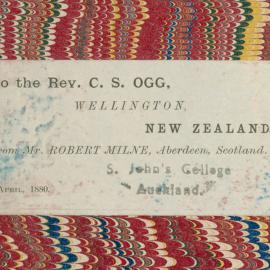 o the Rev. C. S. OGG,
WELLINGTON,
NEW ZEALAND
rom Mr. ROBERT MILNE, Aberdeen, Scotland.
S. John's College
April, 1880.
Auckland.